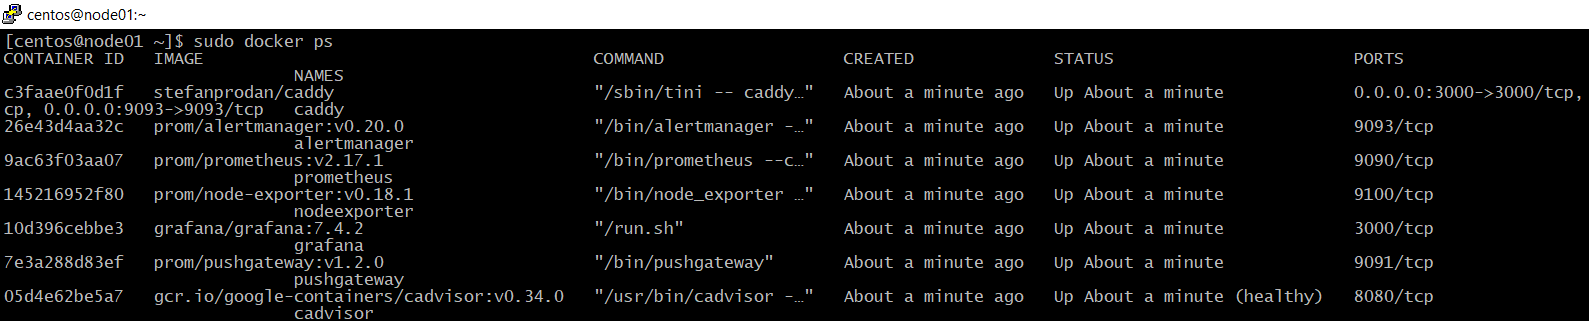 centos@node01:~
[centos@node01 ~]$ sudo docker ps
CONTAINER ID   IMAGE                                       COMMAND                  CREATED              STATUS                        PORTS
                             NAMES
c3faae0f0d1f   stefanprodan/caddy                          "/sbin/tini -- caddy…"   About a minute ago   Up About a minute             0.0.0.0:3000->3000/tcp,
cp, 0.0.0.0:9093->9093/tcp   caddy
26e43d4aa32c   prom/alertmanager:v0.20.0                   "/bin/alertmanager -…"   About a minute ago   Up About a minute             9093/tcp
                             alertmanager
9ac63f03aa07   prom/prometheus:v2.17.1                     "/bin/prometheus --c…"   About a minute ago   Up About a minute             9090/tcp
                             prometheus
145216952f80   prom/node-exporter:v0.18.1                  "/bin/node_exporter …"   About a minute ago   Up About a minute             9100/tcp
                             nodeexporter
10d396cebbe3   grafana/grafana:7.4.2                       "/run.sh"                About a minute ago   Up About a minute             3000/tcp
                             grafana
7e3a288d83ef   prom/pushgateway:v1.2.0                     "/bin/pushgateway"       About a minute ago   Up About a minute             9091/tcp
                             pushgateway
05d4e62be5a7   gcr.io/google-containers/cadvisor:v0.34.0   "/usr/bin/cadvisor -…"   About a minute ago   Up About a minute (healthy)   8080/tcp
                             cadvisor